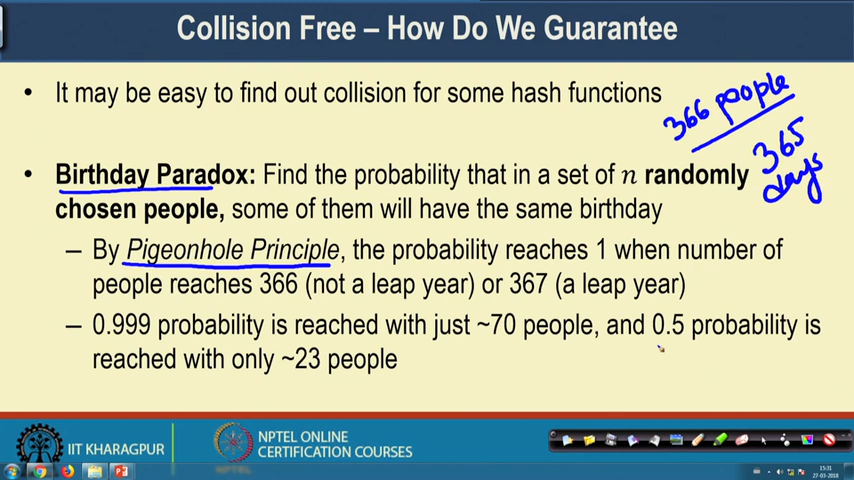 Collision Free – How Do We Guarantee
• It may be easy to find out collision for some hash functions
366 people
365
days
• Birthday Paradox: Find the probability that in a set of n randomly
chosen people, some of them will have the same birthday
– By Pigeonhole Principle, the probability reaches 1 when number of
people reaches 366 (not a leap year) or 367 (a leap year)
– 0.999 probability is reached with just ~70 people, and 0.5 probability is
reached with only ~23 people
IIT KHARAGPUR
NPTEL ONLINE
CERTIFICATION COURSES
15:31
27-03-2018